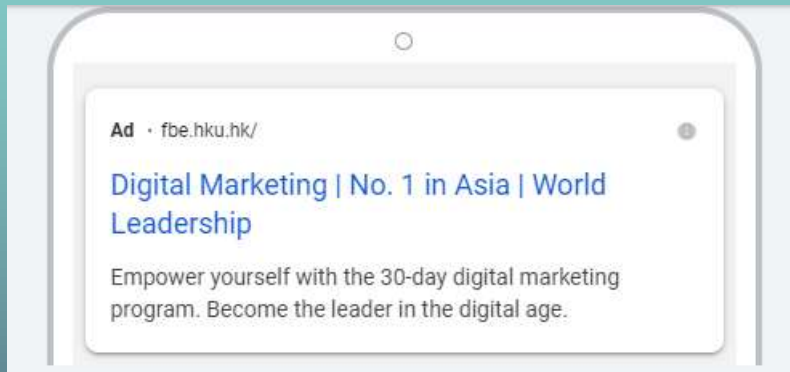 Ad · fbe.hku.hk/
Digital Marketing | No. 1 in Asia | World
Leadership
Empower yourself with the 30-day digital marketing
program. Become the leader in the digital age.